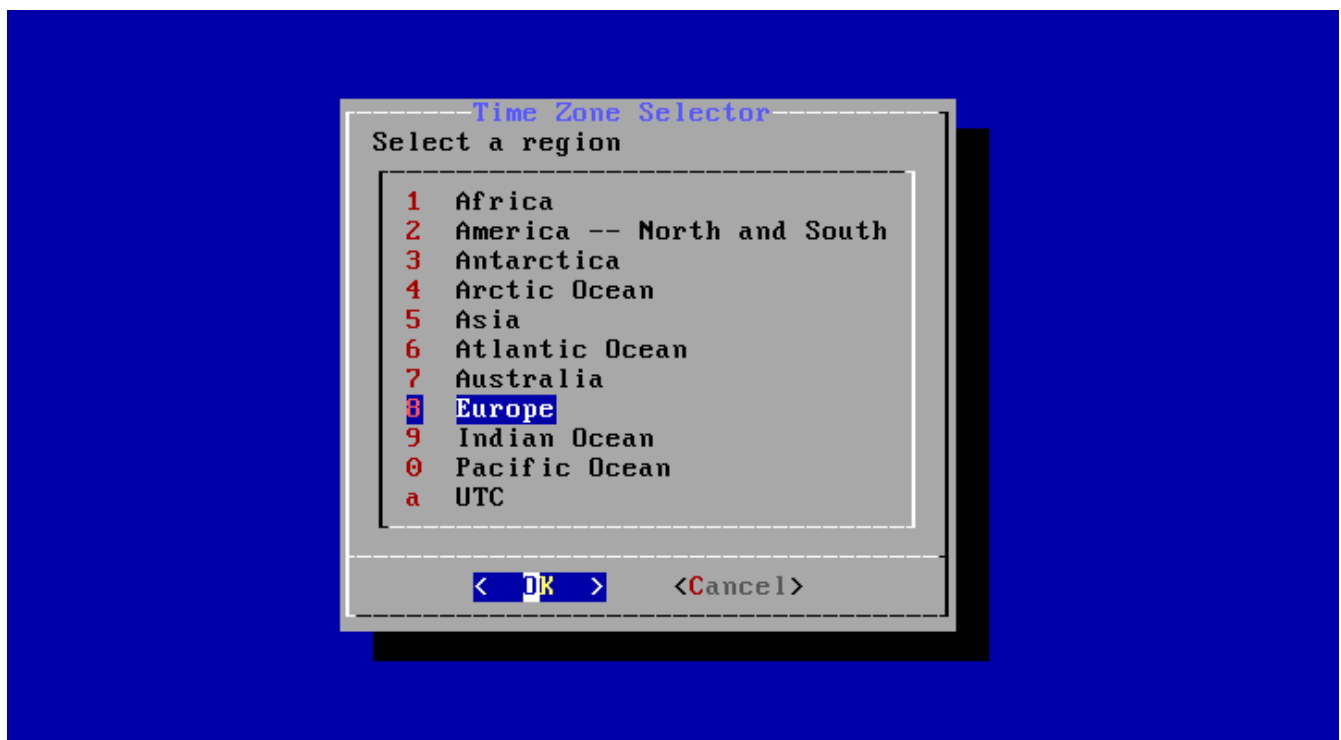 Time Zone Selector
Select a region
1 Africa
2 America -- North and South
3 Antarctica
4 Arctic Ocean
5 Asia
6 Atlantic Ocean
7 Australia
8 Europe
9 Indian Ocean
0 Pacific Ocean
a UTC
< OK > <Cancel>